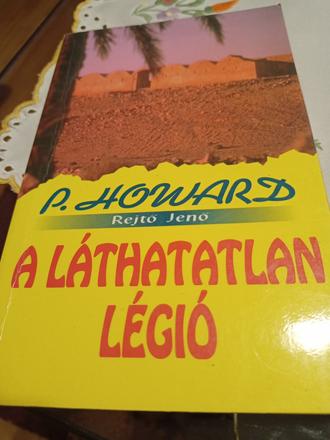 P. HOWARD
Rejtő Jenő
A LÁTHATATLAN
LÉGIÓ